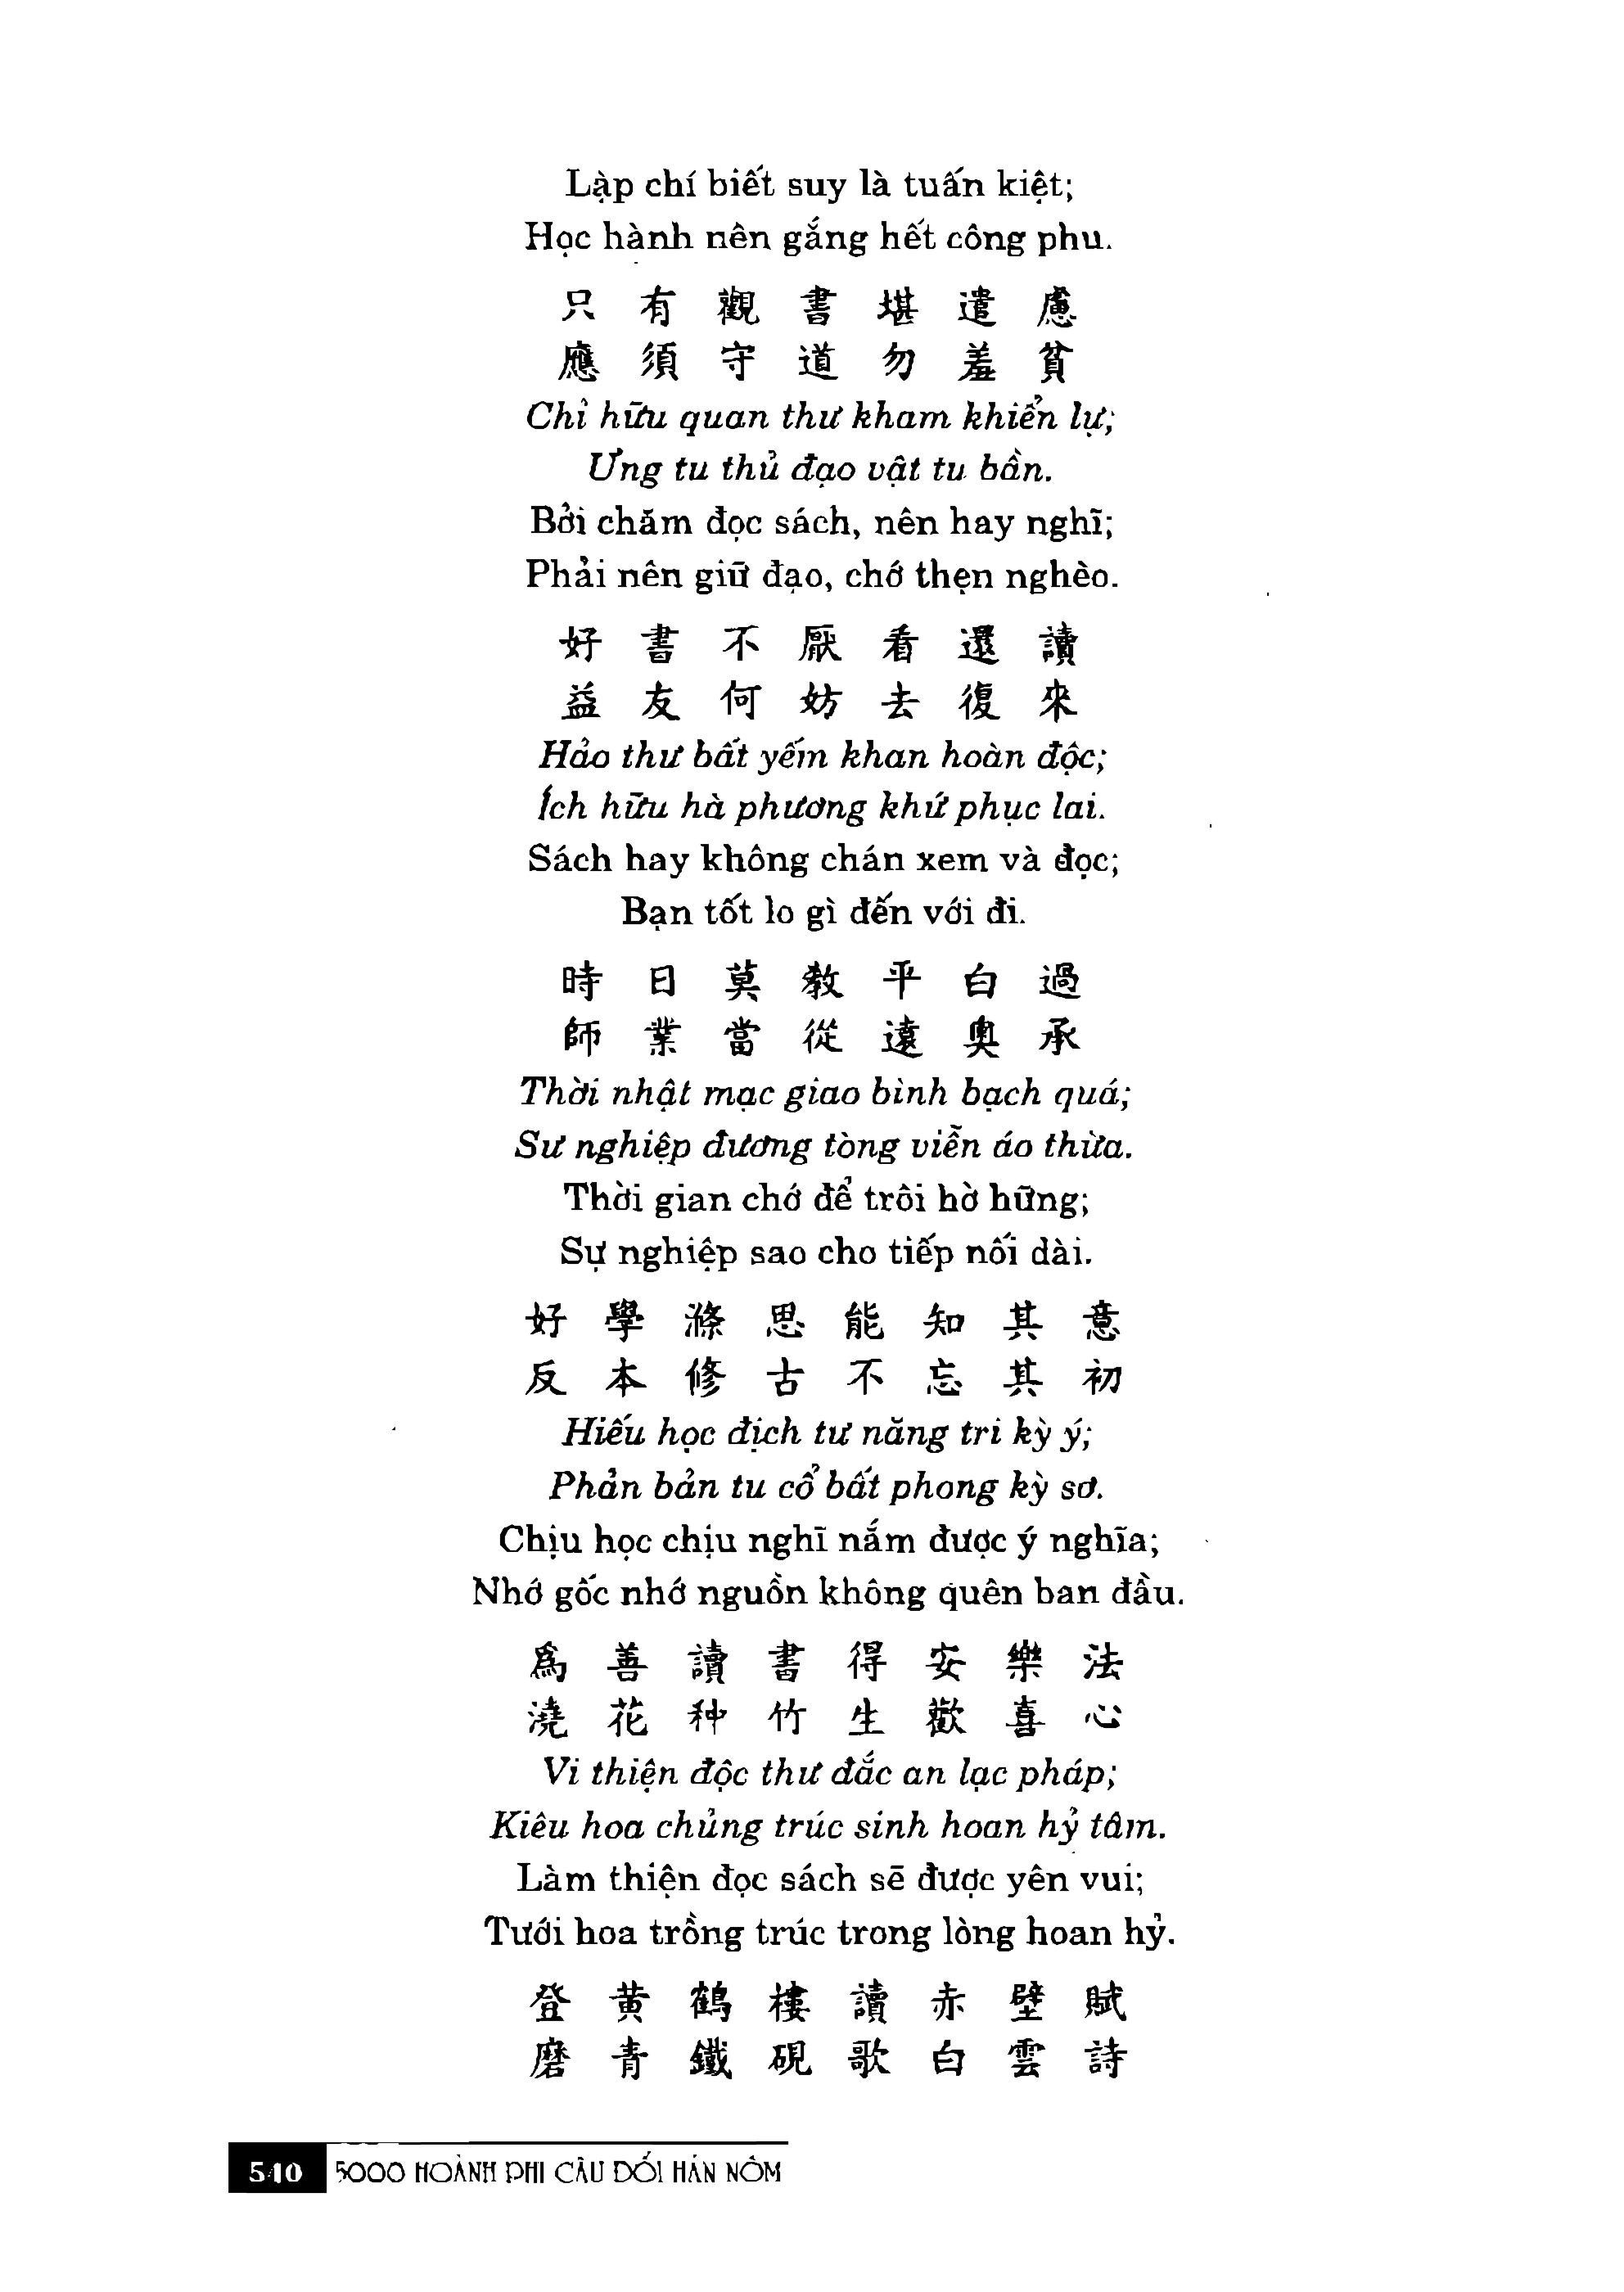 Lập chí biết suy là tuấn kiệt;
Học hành nên gắng hết công phu.
只有觀書堪遣慮
應須守道勿羞貧
Chỉ hữu quan thư kham khiển lự;
Ưng tu thủ đạo vật tu bần.
Bởi chăm đọc sách, nên hay nghĩ;
Phải nên giữ đạo, chớ thẹn nghèo.
好書不厭看還讀
益友何妨去復來
Hảo thư bất yếm khan hoàn độc;
Ích hữu hà phương khứ phục lai.
Sách hay không chán xem và đọc;
Bạn tốt lo gì đến với đi.
時日莫教平白過
師業當從遠奧承
Thời nhật mạc giao bình bạch quá;
Sư nghiệp đương tòng viễn áo thừa.
Thời gian chớ để trôi hờ hững;
Sự nghiệp sao cho tiếp nối dài.
好學滌思能知其意
反本修古不忘其初
Hiếu học địch tư năng tri kỳ ý;
Phản bản tu cổ bất phong kỳ sơ.
Chịu học chịu nghĩ nắm được ý nghĩa;
Nhớ gốc nhớ nguồn không quên ban đầu.
爲善讀書得安樂法
澆花种竹生歡喜心
Vi thiện độc thư đắc an lạc pháp;
Kiêu hoa chủng trúc sinh hoan hỷ tâm.
Làm thiện đọc sách sẽ được yên vui;
Tưới hoa trồng trúc trong lòng hoan hỷ.
登黄鶴樓讀赤壁賦
磨青鐵硯歌白雲詩
540 5000 HOÀNH PHI CÂU ĐỐI HÁN NÔM